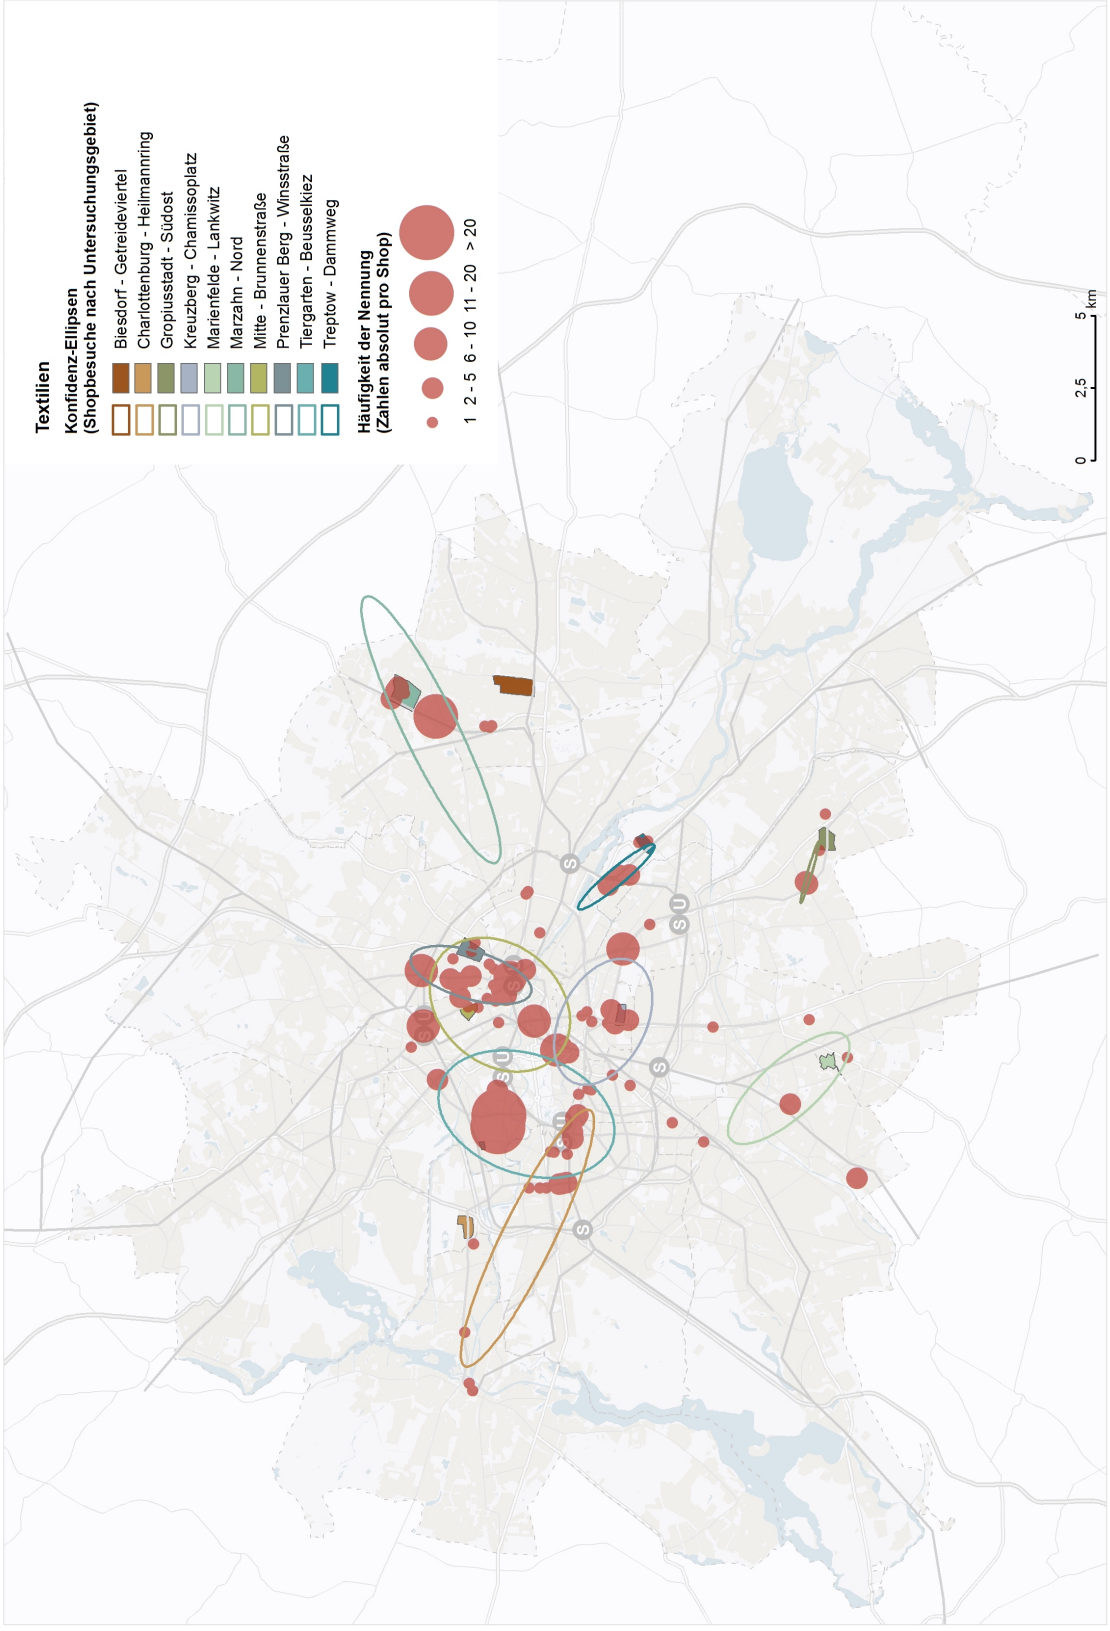 Textilien
Konfidenz-Ellipsen
(Shopbesuche nach Untersuchungsgebiet)
Biesdorf - Getreideviertel
Charlottenburg - Heilmannring
Gropiusstadt - Südost
Kreuzberg - Chamissoplatz
Marienfelde - Lankwitz
Marzahn - Nord
Mitte - Brunnenstraße
Prenzlauer Berg - Winsstraße
Tiergarten - Beusselkiez
Treptow - Dammweg
Häufigkeit der Nennung
(Zahlen absolut pro Shop)
1 2 - 5 6 - 10 11 - 20 > 20
S
S U
S U
S
S U
S U
S
S
0 2,5 5 km